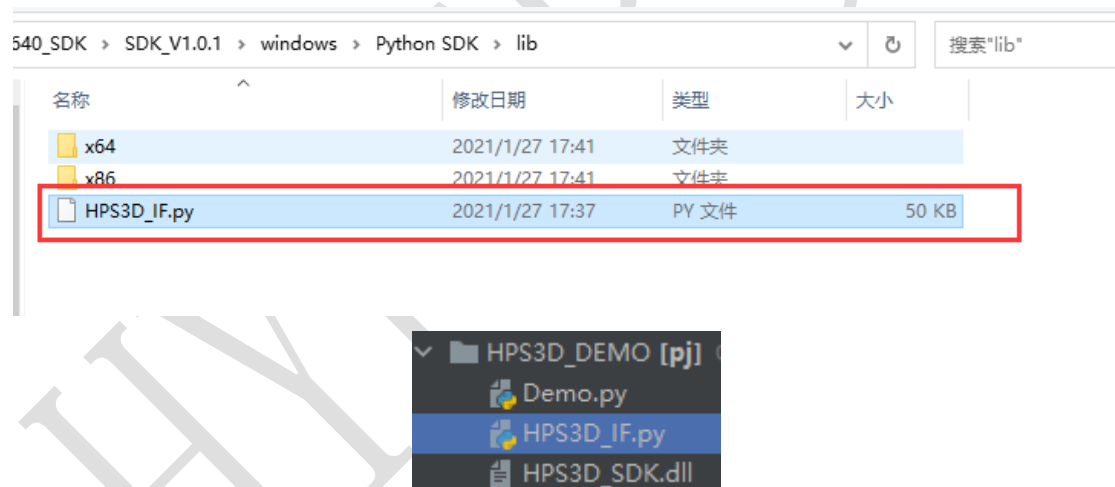 640_SDK > SDK_V1.0.1 > windows > Python SDK > lib 搜索"lib"
名称 修改日期 类型 大小
x64 2021/1/27 17:41 文件夹
x86 2021/1/27 17:41 文件夹
HPS3D_IF.py 2021/1/27 17:37 PY 文件 50 KB
HPS3D_DEMO [pj]
Demo.py
HPS3D_IF.py
HPS3D_SDK.dll